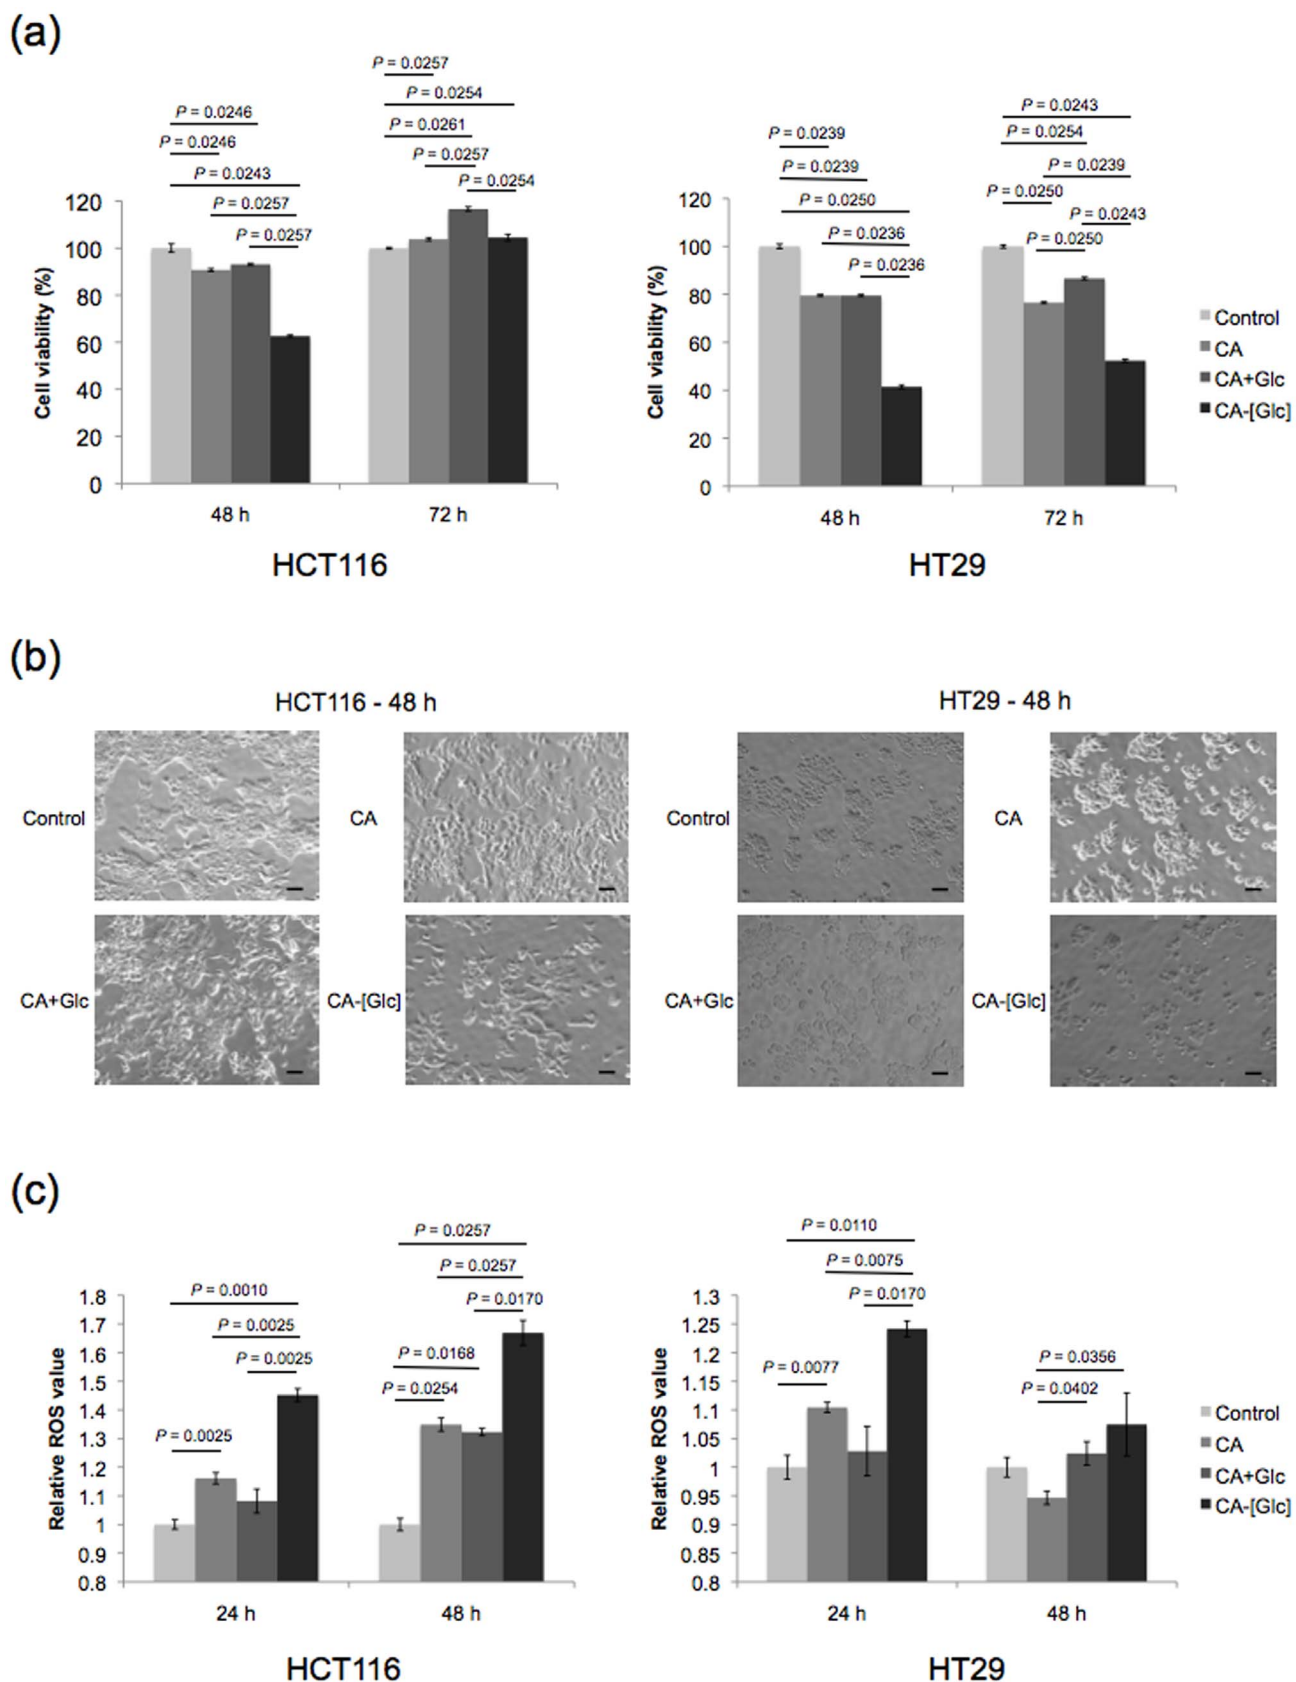 (a)
P = 0.0257
P = 0.0254
P = 0.0246
P = 0.0261
P = 0.0246
P = 0.0257
P = 0.0243
P = 0.0254
P = 0.0257
P = 0.0257
Cell viability (%)
120
100
80
60
40
20
0
48 h
72 h
HCT116
P = 0.0243
P = 0.0239
P = 0.0254
P = 0.0239
P = 0.0239
P = 0.0250
P = 0.0250
P = 0.0243
P = 0.0236
P = 0.0250
P = 0.0236
Cell viability (%)
120
100
80
60
40
20
0
48 h
72 h
HT29
Control
CA
CA+Glc
CA-[Glc]
(b)
HCT116 - 48 h
Control
CA
CA+Glc
CA-[Glc]
HT29 - 48 h
Control
CA
CA+Glc
CA-[Glc]
(c)
P = 0.0257
P = 0.0257
P = 0.0010
P = 0.0170
P = 0.0025
P = 0.0168
P = 0.0025
P = 0.0254
P = 0.0025
Relative ROS value
1.8
1.7
1.6
1.5
1.4
1.3
1.2
1.1
1
0.9
0.8
24 h
48 h
HCT116
P = 0.0110
P = 0.0075
P = 0.0170
P = 0.0356
P = 0.0077
P = 0.0402
Relative ROS value
1.3
1.25
1.2
1.15
1.1
1.05
1
0.95
0.9
0.85
0.8
24 h
48 h
HT29
Control
CA
CA+Glc
CA-[Glc]